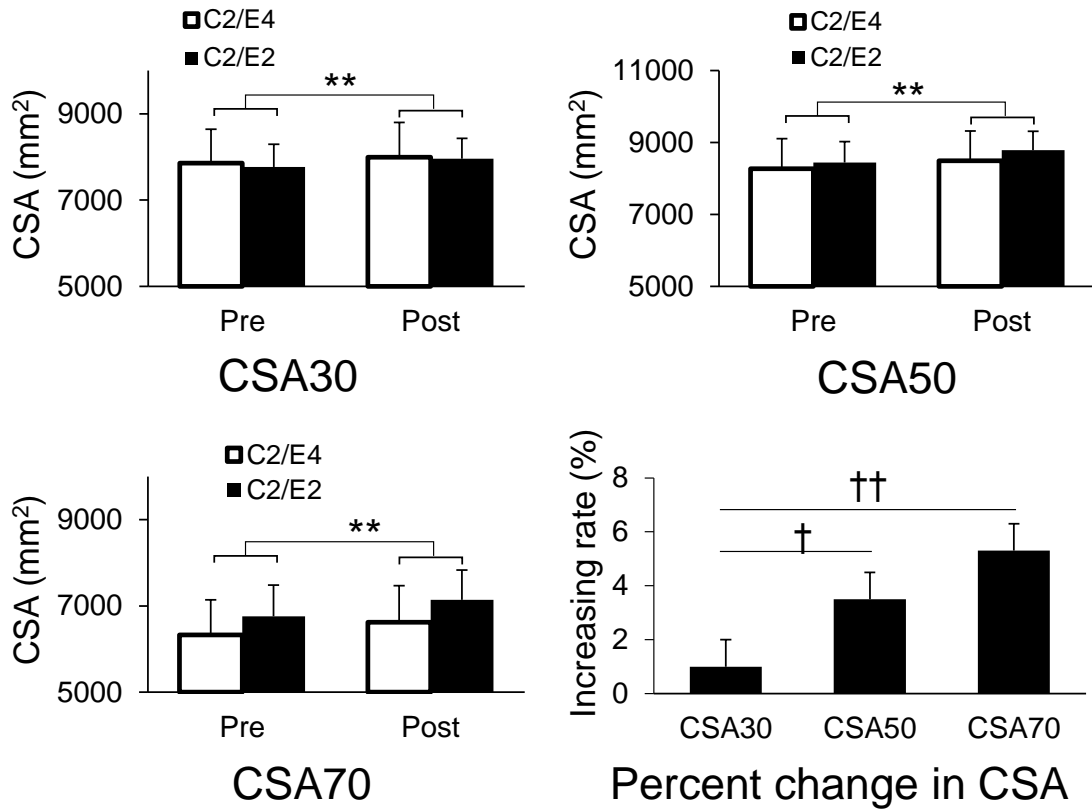 C2/E4
C2/E2
**
CSA (mm²)
9000
7000
5000
Pre Post
CSA30
C2/E4
C2/E2
**
CSA (mm²)
11000
9000
7000
5000
Pre Post
CSA50
C2/E4
C2/E2
**
CSA (mm²)
9000
7000
5000
Pre Post
CSA70
††
†
Increasing rate (%)
8
6
4
2
0
CSA30 CSA50 CSA70
Percent change in CSA